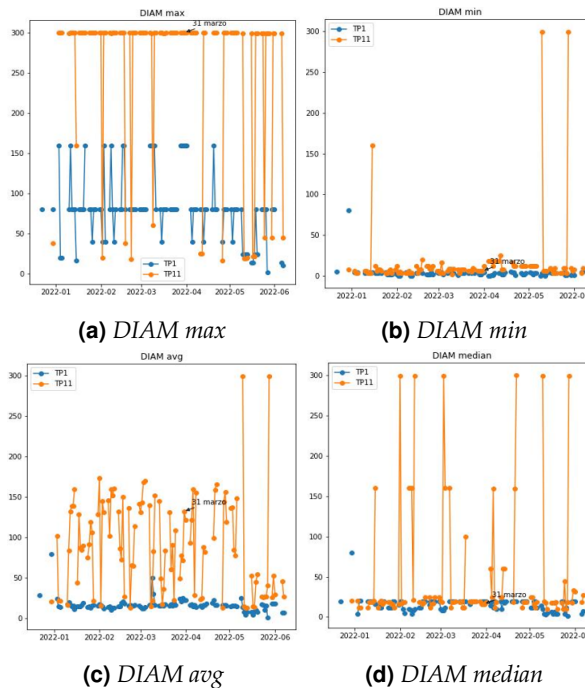 DIAM max
300
250
200
150
100
50
0
31 marzo
TP1
TP11
2022-01 2022-02 2022-03 2022-04 2022-05 2022-06
(a) DIAM max
DIAM min
TP1
TP11
300
250
200
150
100
50
0
31 marzo
2022-01 2022-02 2022-03 2022-04 2022-05 2022-0
(b) DIAM min
DIAM avg
TP1
TP11
300
250
200
150
100
50
0
31 marzo
2022-01 2022-02 2022-03 2022-04 2022-05 2022-06
(c) DIAM avg
DIAM median
TP1
TP11
300
250
200
150
100
50
0
31 marzo
2022-01 2022-02 2022-03 2022-04 2022-05 2022-0
(d) DIAM median